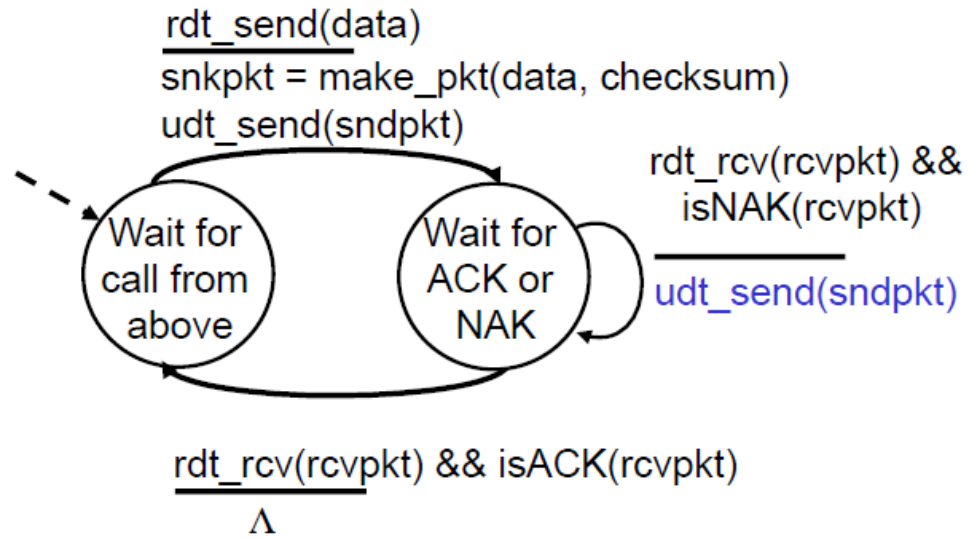 rdt_send(data)
snkpkt = make_pkt(data, checksum)
udt_send(sndpkt)
rdt_rcv(rcvpkt) &&
isNAK(rcvpkt)
udt_send(sndpkt)
Wait for
call from
above
Wait for
ACK or
NAK
rdt_rcv(rcvpkt) && isACK(rcvpkt)
Λ